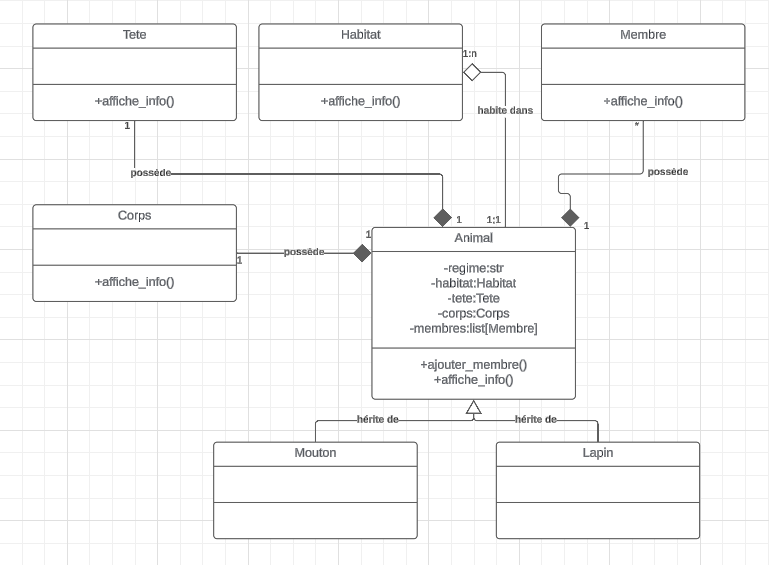 Tete
+affiche_info()
1
Habitat
+affiche_info()
1:n
habite dans
1;1
Membre
+affiche_info()
*
possède
1
possède
1
Corps
+affiche_info()
1
possède
1
Animal
-regime:str
-habitat:Habitat
-tete:Tete
-corps:Corps
-membres:list[Membre]
+ajouter_membre()
+affiche_info()
hérite de
hérite de
Mouton
Lapin